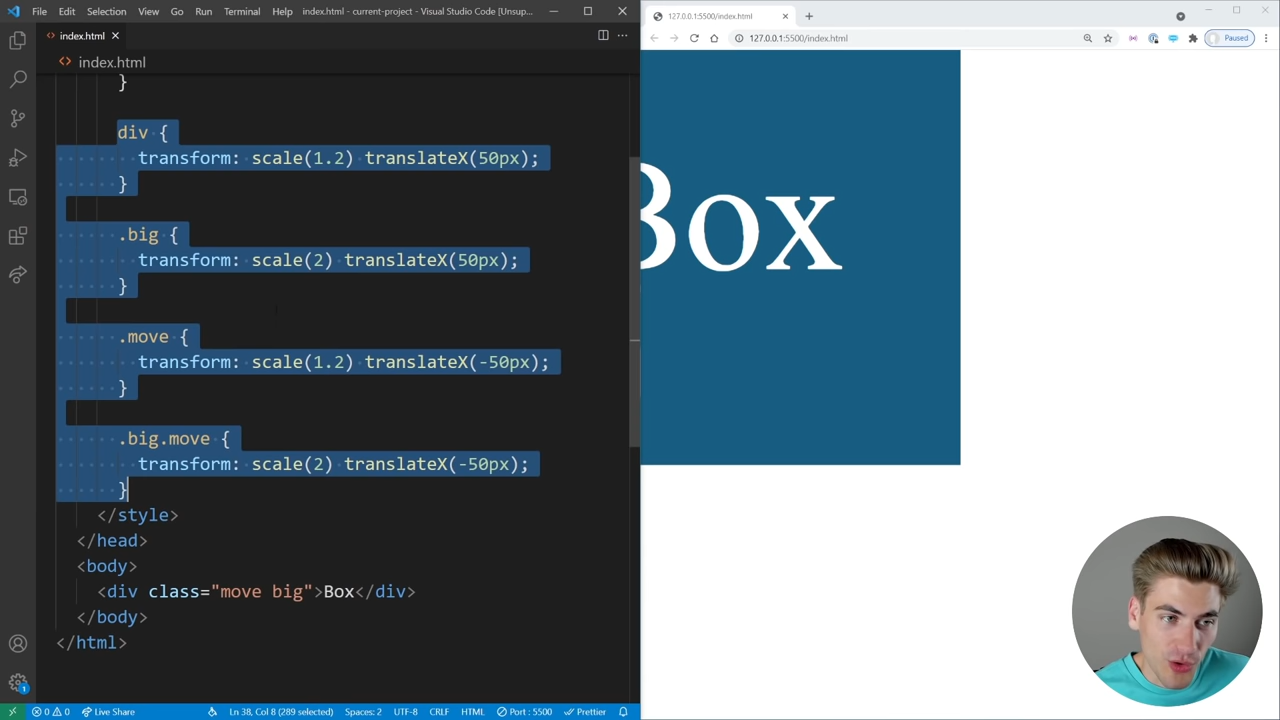 File Edit Selection View Go Run Terminal Help index.html - current-project - Visual Studio Code [Unsup...
index.html
index.html
}
div {
transform: scale(1.2) translateX(50px);
}
.big {
transform: scale(2) translateX(50px);
}
.move {
transform: scale(1.2) translateX(-50px);
}
.big.move {
transform: scale(2) translateX(-50px);
}
</style>
</head>
<body>
<div class="move big">Box</div>
</body>
</html>
1
0 0 Live Share Ln 38, Col 8 (289 selected) Spaces: 2 UTF-8 CRLF HTML Port : 5500 Prettier
127.0.0.1:5500/index.html
127.0.0.1:5500/index.html Paused
Box